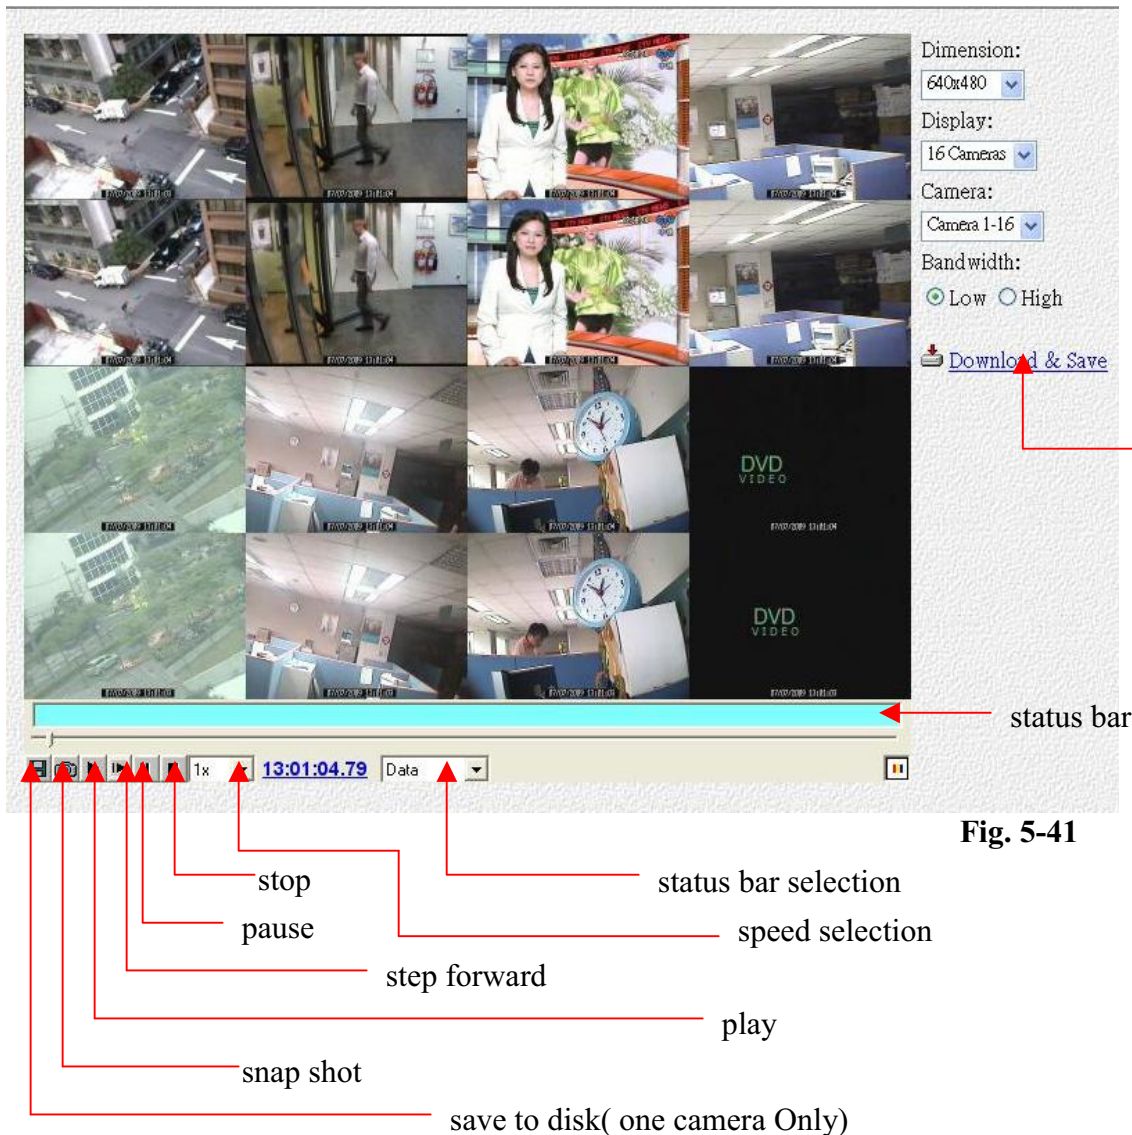 Dimension:
640x480
Display:
16 Cameras
Camera:
Camera 1-16
Bandwidth:
Low High
Download & Save
DVD
VIDEO
DVD
VIDEO
status bar
1x 13:01:04.79 Data
Fig. 5-41
stop
status bar selection
pause
speed selection
step forward
play
snap shot
save to disk( one camera Only)